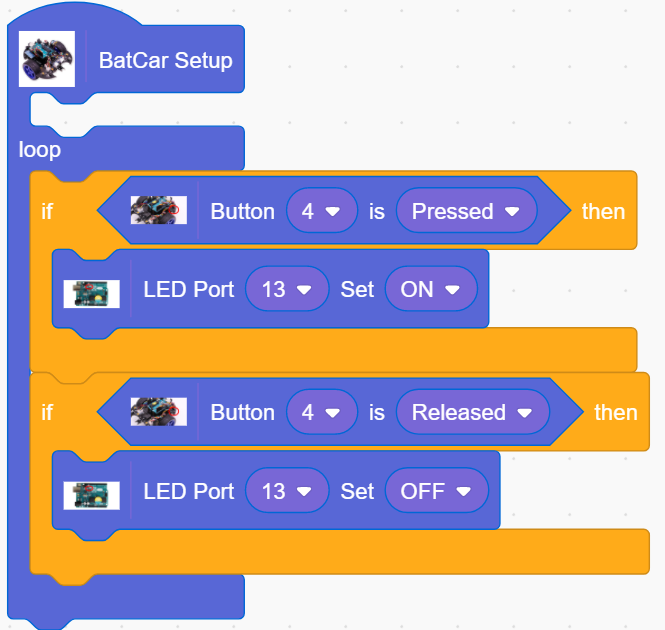 BatCar Setup
loop
if Button 4 is Pressed then
LED Port 13 Set ON
if Button 4 is Released then
LED Port 13 Set OFF